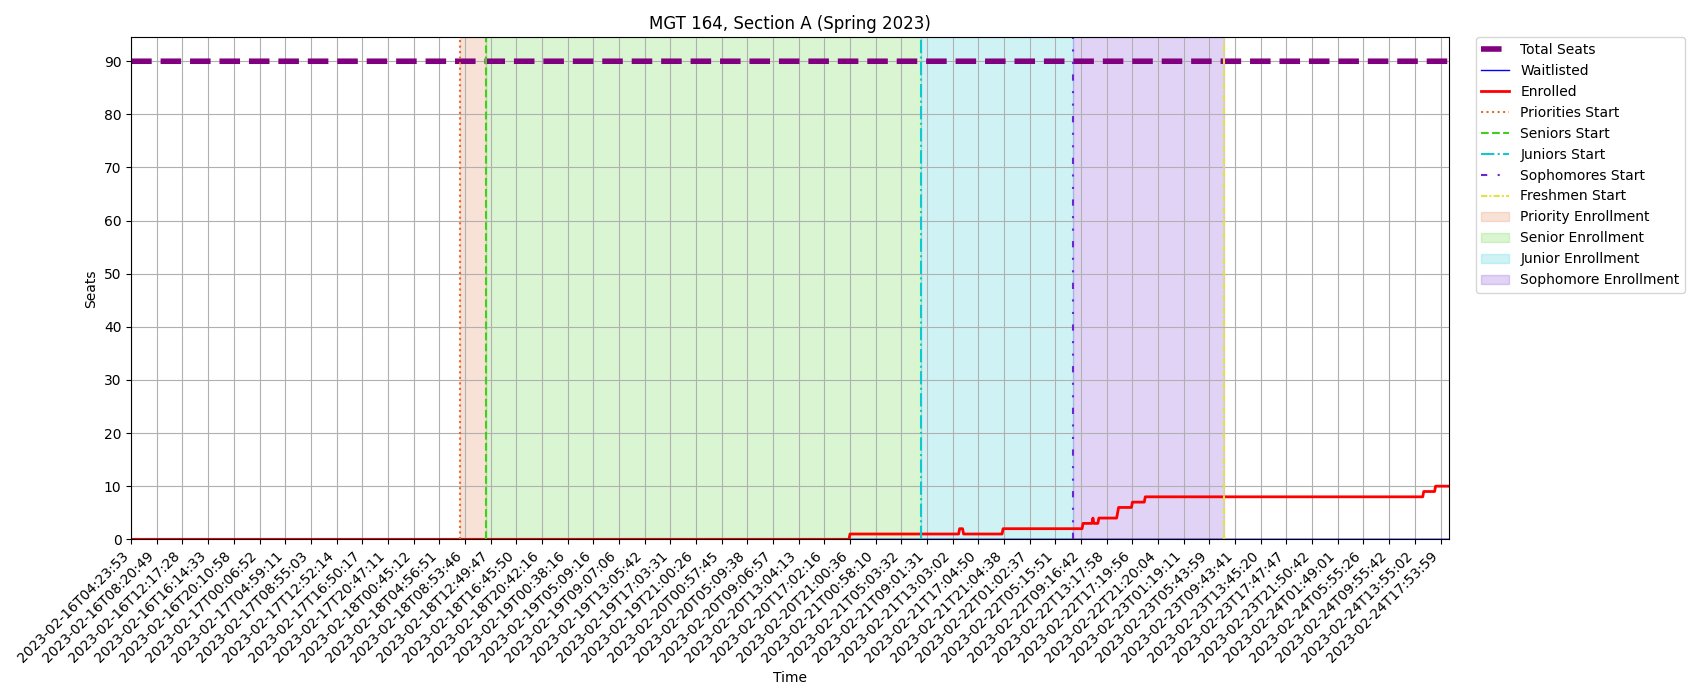 MGT 164, Section A (Spring 2023)
Seats
90
80
70
60
50
40
30
20
10
0
2023-02-16T04:23:53
2023-02-16T08:20:49
2023-02-16T12:17:28
2023-02-16T16:14:33
2023-02-16T20:10:58
2023-02-17T00:06:52
2023-02-17T04:59:11
2023-02-17T08:55:03
2023-02-17T12:52:14
2023-02-17T16:50:17
2023-02-17T20:47:11
2023-02-18T00:45:12
2023-02-18T04:56:51
2023-02-18T08:53:46
2023-02-18T12:49:47
2023-02-18T16:45:50
2023-02-18T20:42:16
2023-02-19T00:38:16
2023-02-19T05:09:16
2023-02-19T09:07:06
2023-02-19T13:05:42
2023-02-19T17:03:31
2023-02-19T21:00:26
2023-02-20T00:57:45
2023-02-20T05:09:38
2023-02-20T09:06:57
2023-02-20T13:04:13
2023-02-20T17:02:16
2023-02-20T21:00:36
2023-02-21T00:58:10
2023-02-21T05:03:32
2023-02-21T09:01:31
2023-02-21T13:03:02
2023-02-21T17:04:50
2023-02-21T21:04:38
2023-02-22T01:02:37
2023-02-22T05:15:51
2023-02-22T09:16:42
2023-02-22T13:17:58
2023-02-22T17:19:56
2023-02-22T21:20:04
2023-02-23T01:19:11
2023-02-23T05:43:59
2023-02-23T09:43:41
2023-02-23T13:45:20
2023-02-23T17:47:47
2023-02-23T21:50:42
2023-02-24T01:49:01
2023-02-24T05:55:26
2023-02-24T09:55:42
2023-02-24T13:55:02
2023-02-24T17:53:59
Time
Total Seats
Waitlisted
Enrolled
Priorities Start
Seniors Start
Juniors Start
Sophomores Start
Freshmen Start
Priority Enrollment
Senior Enrollment
Junior Enrollment
Sophomore Enrollment